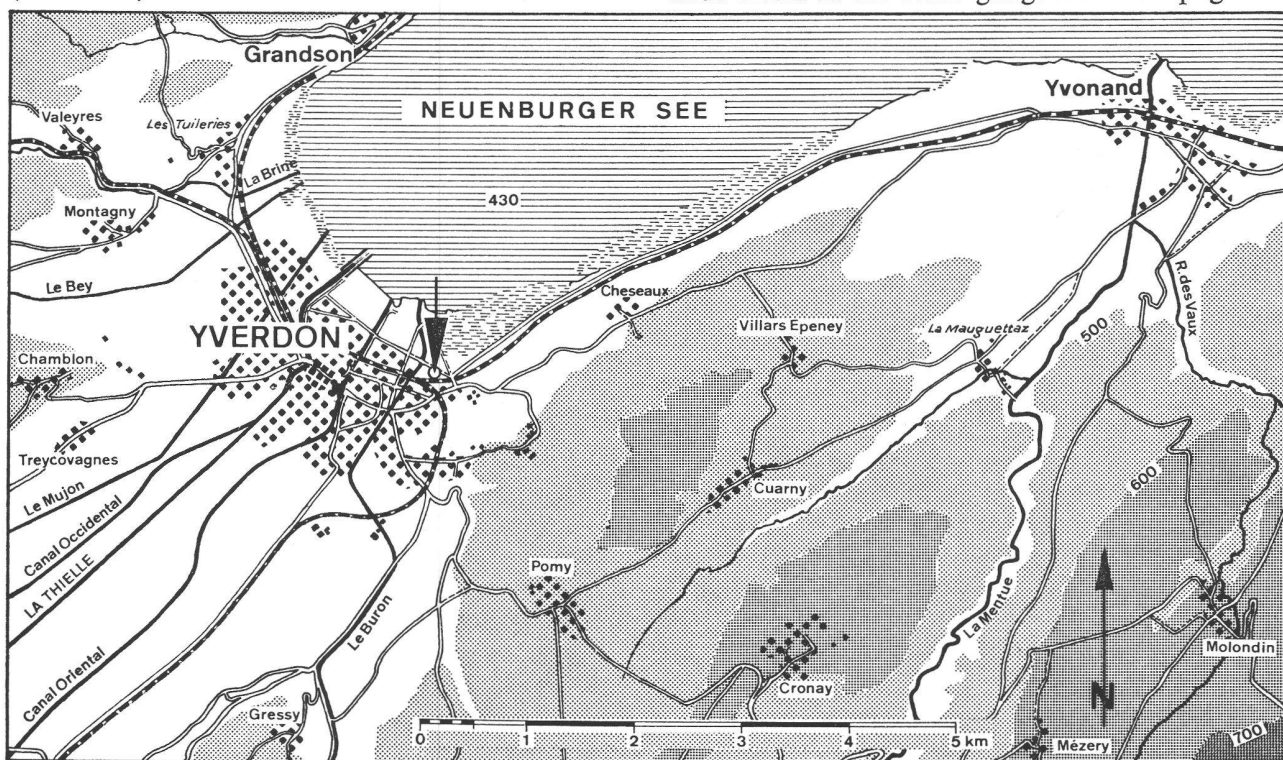 Grandson
NEUENBURGER SEE
Yvonand
Valeyres
Les Tuileries
La Brine
430
Montagny
Le Bey
YVERDON
Cheseaux
Villars Epeney
La Mauguettaz
R. des Vaux
500
Chamblon
Treycovagnes
Le Mujon
Canal Occidental
LA THIELLE
Canal Oriental
Cuarny
600
Pomy
Le Buron
La Mentue
Molondin
Cronay
N
Gressy
0 1 2 3 4 5 km
Mézery
700